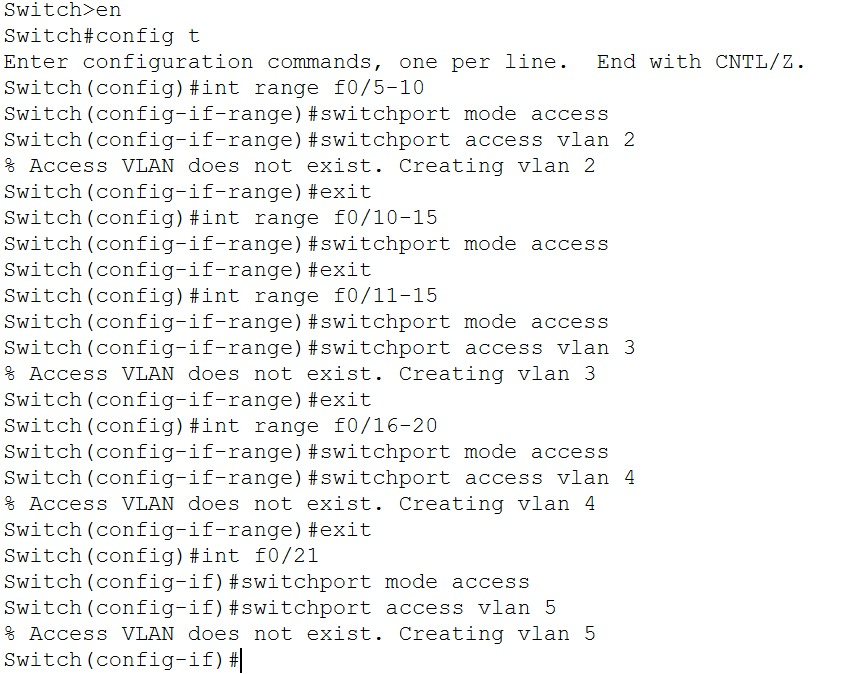 Switch>en
Switch#config t
Enter configuration commands, one per line.  End with CNTL/Z.
Switch(config)#int range f0/5-10
Switch(config-if-range)#switchport mode access
Switch(config-if-range)#switchport access vlan 2
% Access VLAN does not exist. Creating vlan 2
Switch(config-if-range)#exit
Switch(config)#int range f0/10-15
Switch(config-if-range)#switchport mode access
Switch(config-if-range)#exit
Switch(config)#int range f0/11-15
Switch(config-if-range)#switchport mode access
Switch(config-if-range)#switchport access vlan 3
% Access VLAN does not exist. Creating vlan 3
Switch(config-if-range)#exit
Switch(config)#int range f0/16-20
Switch(config-if-range)#switchport mode access
Switch(config-if-range)#switchport access vlan 4
% Access VLAN does not exist. Creating vlan 4
Switch(config-if-range)#exit
Switch(config)#int f0/21
Switch(config-if)#switchport mode access
Switch(config-if)#switchport access vlan 5
% Access VLAN does not exist. Creating vlan 5
Switch(config-if)#